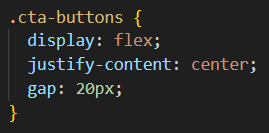 .cta-buttons {
  display: flex;
  justify-content: center;
  gap: 20px;
}